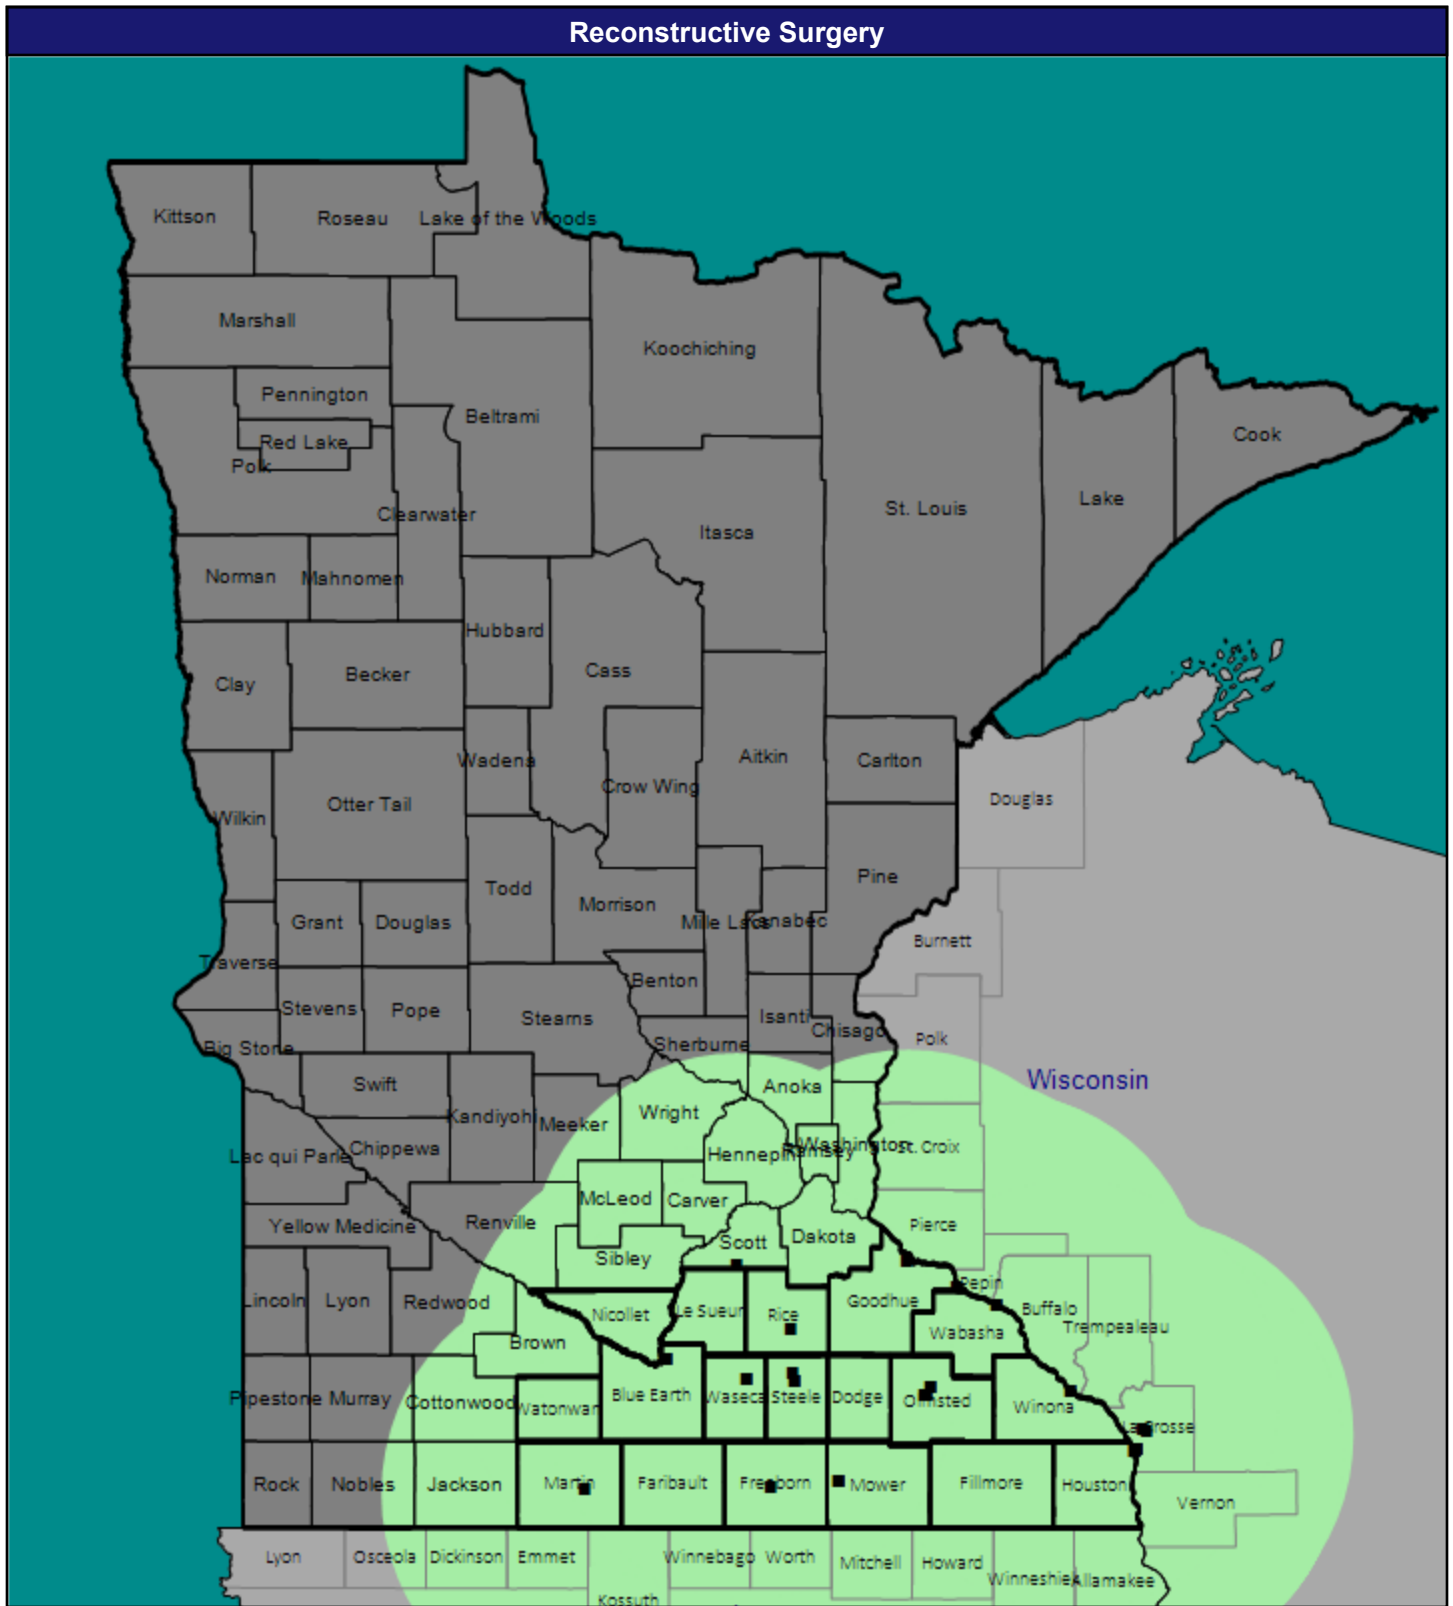 Reconstructive Surgery
Kittson
Roseau
Lake of the Woods
Marshall
Koochiching
Pennington
Beltrami
Red Lake
Cook
Polk
Lake
St. Louis
Clearwater
Itasca
Norman
Mahnomen
Hubbard
Cass
Becker
Clay
Aitkin
Wadena
Carlton
Crow Wing
Douglas
Otter Tail
Wilkin
Pine
Todd
Morrison
Grant
Douglas
Mille Lacs
Kanabec
Burnett
Traverse
Benton
Stevens
Pope
Stearns
Isanti
Chisago
Polk
Sherburne
Big Stone
Wisconsin
Swift
Anoka
Wright
Kandiyohi
Meeker
Chippewa
Washington
St. Croix
Lac qui Parle
Hennepin
Ramsey
McLeod
Carver
Renville
Yellow Medicine
Pierce
Dakota
Scott
Sibley
Pepin
Lincoln
Lyon
Redwood
Goodhue
Buffalo
Nicollet
Le Sueur
Rice
Trempealeau
Wabasha
Brown
Pipestone
Murray
Cottonwood
Watonwan
Blue Earth
Waseca
Steele
Dodge
Olmsted
Winona
La Crosse
Rock
Nobles
Jackson
Martin
Faribault
Freeborn
Mower
Fillmore
Houston
Vernon
Lyon
Osceola
Dickinson
Emmet
Winnebago
Worth
Mitchell
Howard
Winneshiek
Allamakee
Kossuth